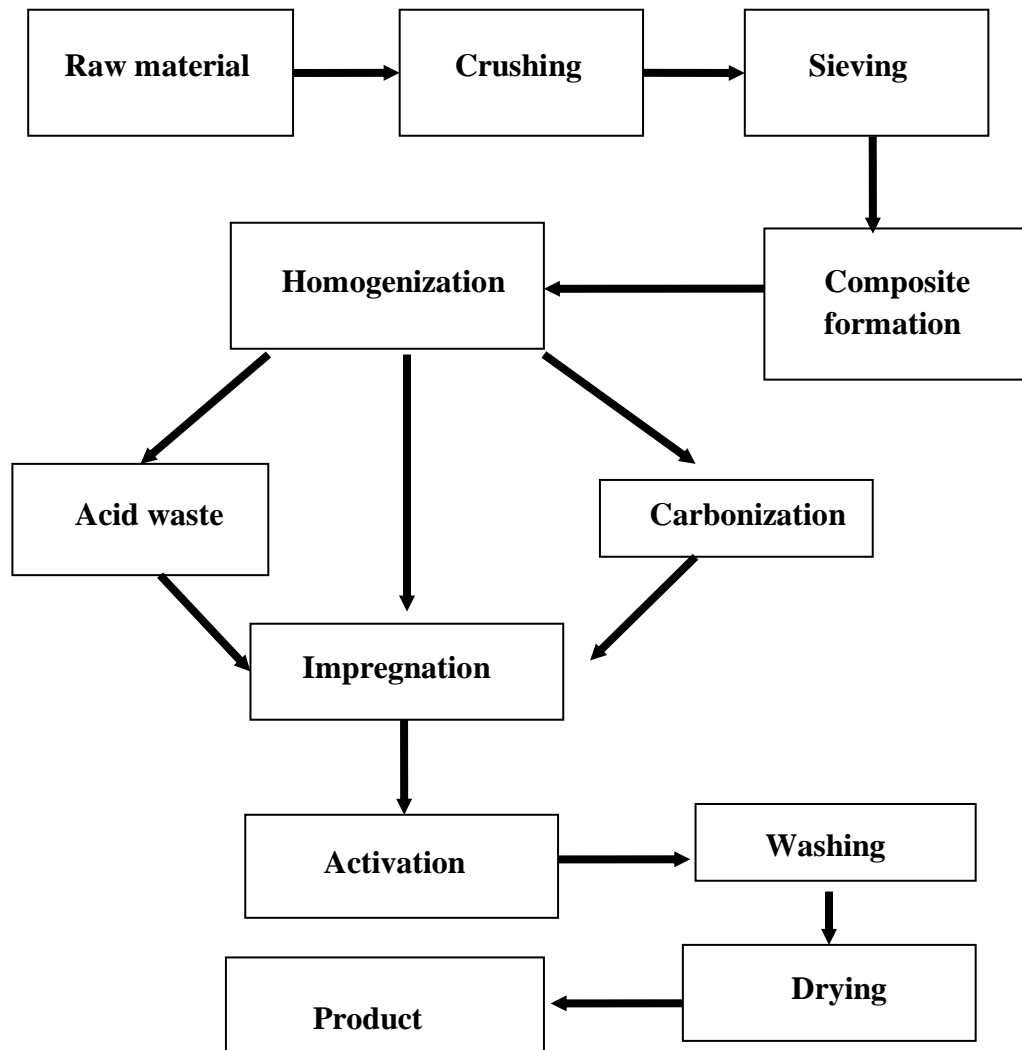 Raw material
Crushing
Sieving
Homogenization
Composite
formation
Acid waste
Carbonization
Impregnation
Activation
Washing
Drying
Product